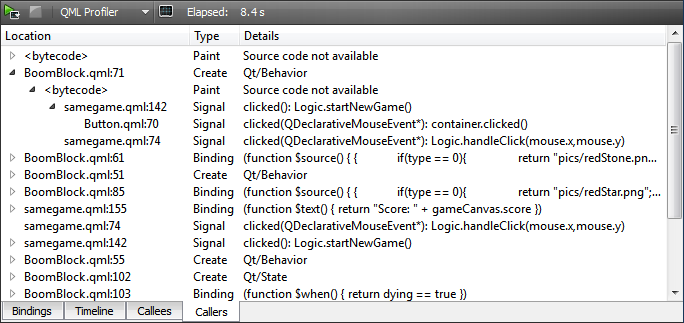 QML Profiler Elapsed: 8.4 s
Location Type Details
<bytecode> Paint Source code not available
BoomBlock.qml:71 Create Qt/Behavior
<bytecode> Paint Source code not available
samegame.qml:142 Signal clicked(): Logic.startNewGame()
Button.qml:70 Signal clicked(QDeclarativeMouseEvent*): container.clicked()
samegame.qml:74 Signal clicked(QDeclarativeMouseEvent*): Logic.handleClick(mouse.x,mouse.y)
BoomBlock.qml:61 Binding (function $source() { { if(type == 0){ return "pics/redStone.pn...
BoomBlock.qml:51 Create Qt/Behavior
BoomBlock.qml:85 Binding (function $source() { { if(type == 0){ return "pics/redStar.png";...
samegame.qml:155 Binding (function $text() { return "Score: " + gameCanvas.score })
samegame.qml:74 Signal clicked(QDeclarativeMouseEvent*): Logic.handleClick(mouse.x,mouse.y)
samegame.qml:142 Signal clicked(): Logic.startNewGame()
BoomBlock.qml:55 Create Qt/Behavior
BoomBlock.qml:102 Create Qt/State
BoomBlock.qml:103 Binding (function $when() { return dying == true })
Bindings Timeline Callees Callers